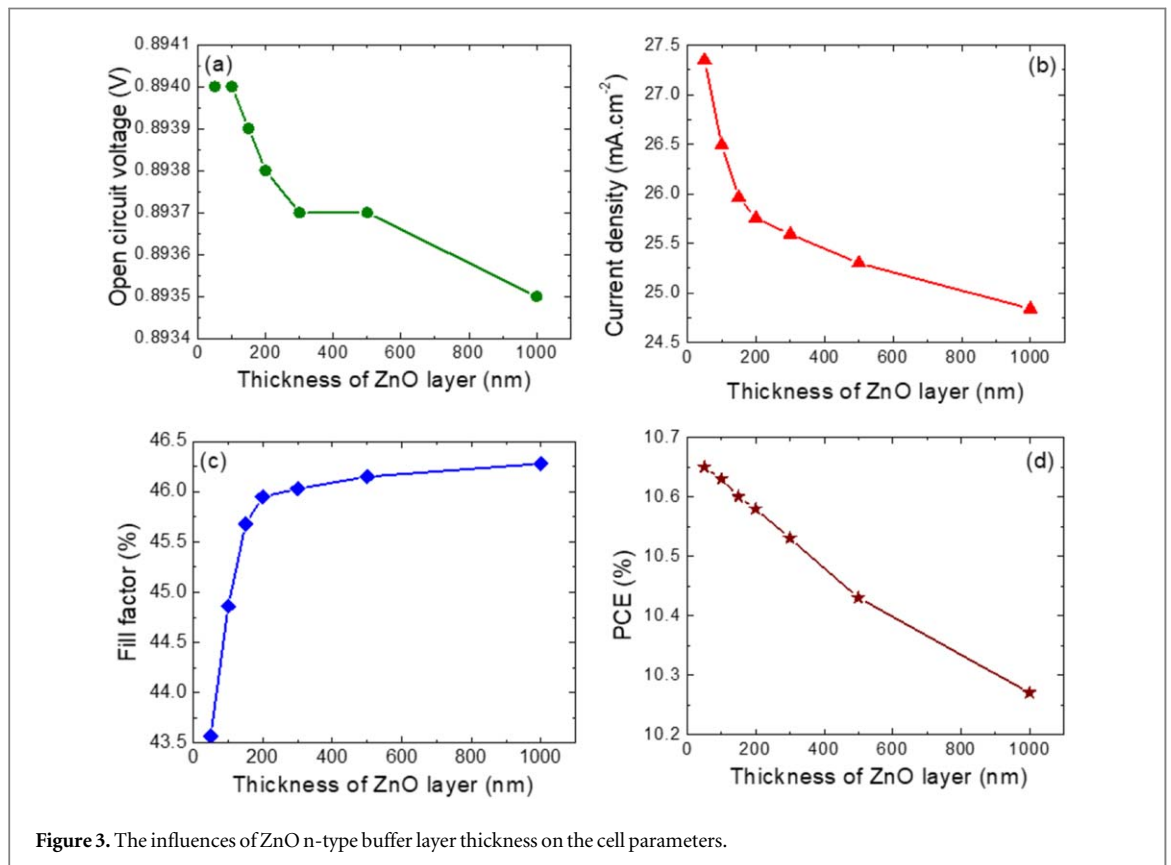 (a)
Open circuit voltage (V)
0.8941
0.8940
0.8939
0.8938
0.8937
0.8936
0.8935
0.8934
0 200 400 600 800 1000
Thickness of ZnO layer (nm)
(b)
Current density (mA.cm⁻²)
27.5
27.0
26.5
26.0
25.5
25.0
24.5
0 200 400 600 800 1000
Thickness of ZnO layer (nm)
(c)
Fill factor (%)
46.5
46.0
45.5
45.0
44.5
44.0
43.5
0 200 400 600 800 1000
Thickness of ZnO layer (nm)
(d)
PCE (%)
10.7
10.6
10.5
10.4
10.3
10.2
0 200 400 600 800 1000
Thickness of ZnO layer (nm)
Figure 3. The influences of ZnO n-type buffer layer thickness on the cell parameters.